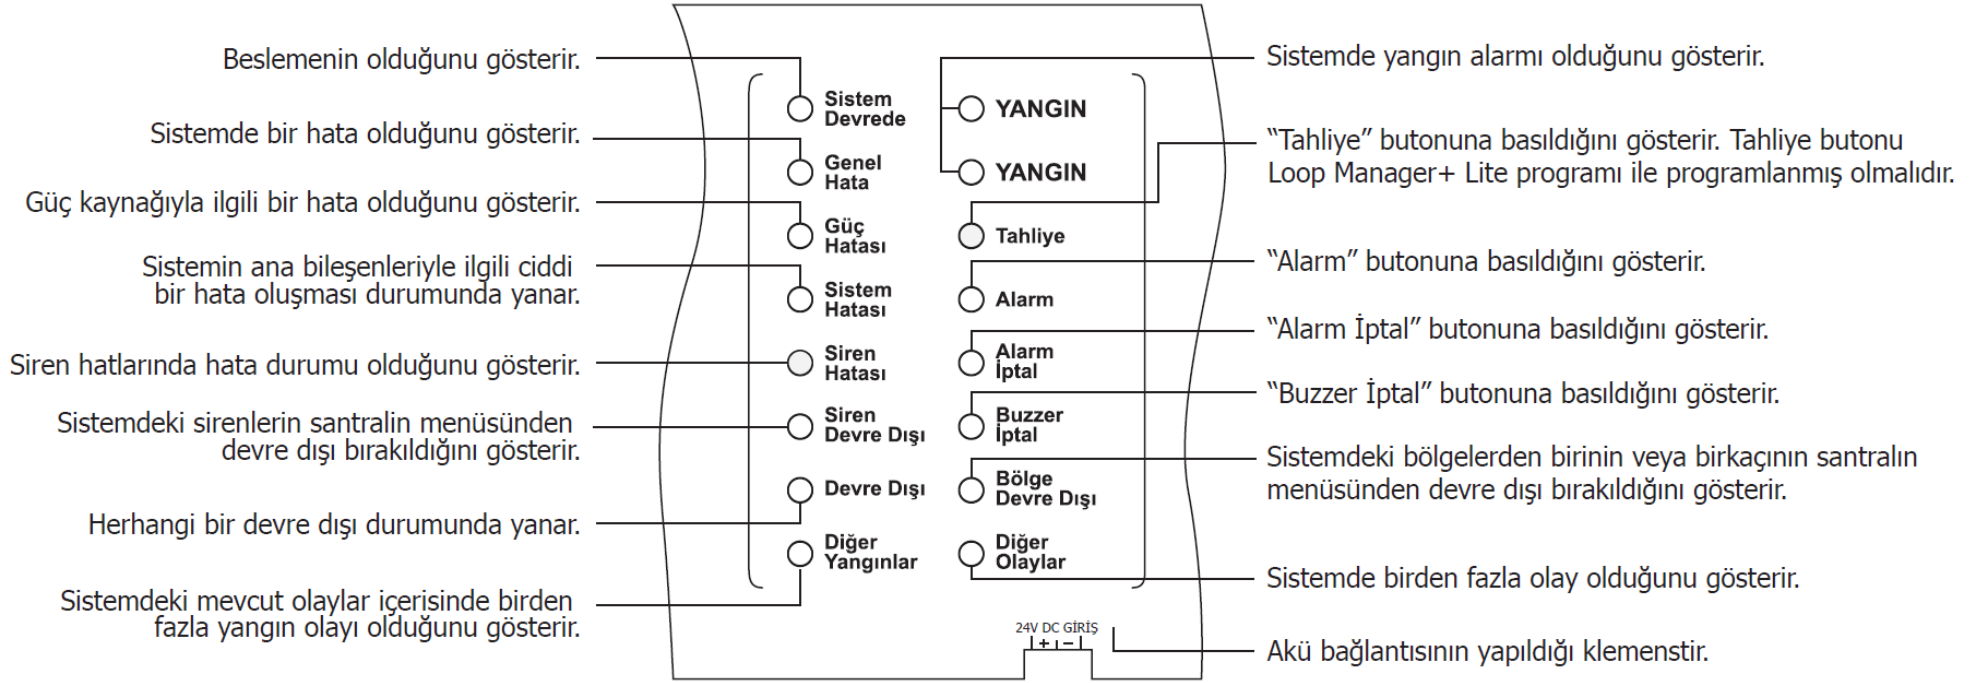 Beslemenin olduğunu gösterir.
Sistemde bir hata olduğunu gösterir.
Güç kaynağıyla ilgili bir hata olduğunu gösterir.
Sistemin ana bileşenleriyle ilgili ciddi
bir hata oluşması durumunda yanar.
Siren hatlarında hata durumu olduğunu gösterir.
Sistemdeki sirenlerin santralin menüsünden
devre dışı bırakıldığını gösterir.
Herhangi bir devre dışı durumunda yanar.
Sistemdeki mevcut olaylar içerisinde birden
fazla yangın olayı olduğunu gösterir.
Sistem
Devrede
Genel
Hata
Güç
Hatası
Sistem
Hatası
Siren
Hatası
Siren
Devre Dışı
Devre Dışı
Diğer
Yangınlar
YANGIN
YANGIN
Tahliye
Alarm
Alarm
İptal
Buzzer
İptal
Bölge
Devre Dışı
Diğer
Olaylar
24V DC GİRİŞ
+ −
Sistemde yangın alarmı olduğunu gösterir.
“Tahliye” butonuna basıldığını gösterir. Tahliye butonu
Loop Manager+ Lite programı ile programlanmış olmalıdır.
“Alarm” butonuna basıldığını gösterir.
“Alarm İptal” butonuna basıldığını gösterir.
“Buzzer İptal” butonuna basıldığını gösterir.
Sistemdeki bölgelerden birinin veya birkaçının santralın
menüsünden devre dışı bırakıldığını gösterir.
Sistemde birden fazla olay olduğunu gösterir.
Akü bağlantısının yapıldığı klemenstir.